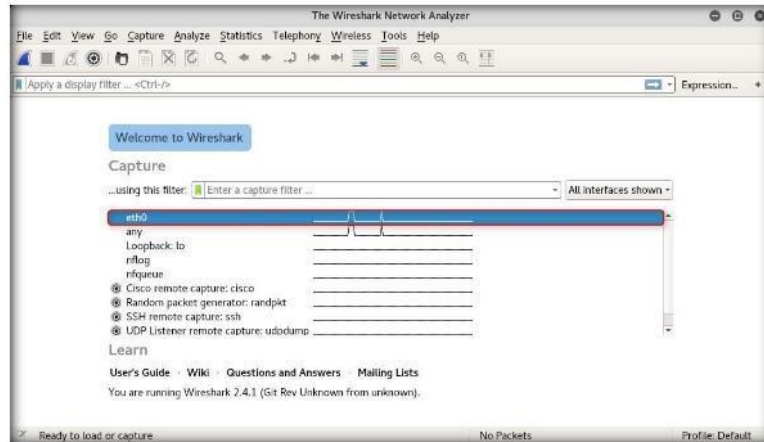 The Wireshark Network Analyzer
File Edit View Go Capture Analyze Statistics Telephony Wireless Tools Help
Apply a display filter ... <Ctrl-/>
Expression... +
Welcome to Wireshark
Capture
...using this filter: Enter a capture filter ...
All interfaces shown
eth0
any
Loopback: lo
nflog
nfqueue
Cisco remote capture: cisco
Random packet generator: randpkt
SSH remote capture: ssh
UDP Listener remote capture: udpdump
Learn
User's Guide · Wiki · Questions and Answers · Mailing Lists
You are running Wireshark 2.4.1 (Git Rev Unknown from unknown).
Ready to load or capture
No Packets
Profile: Default